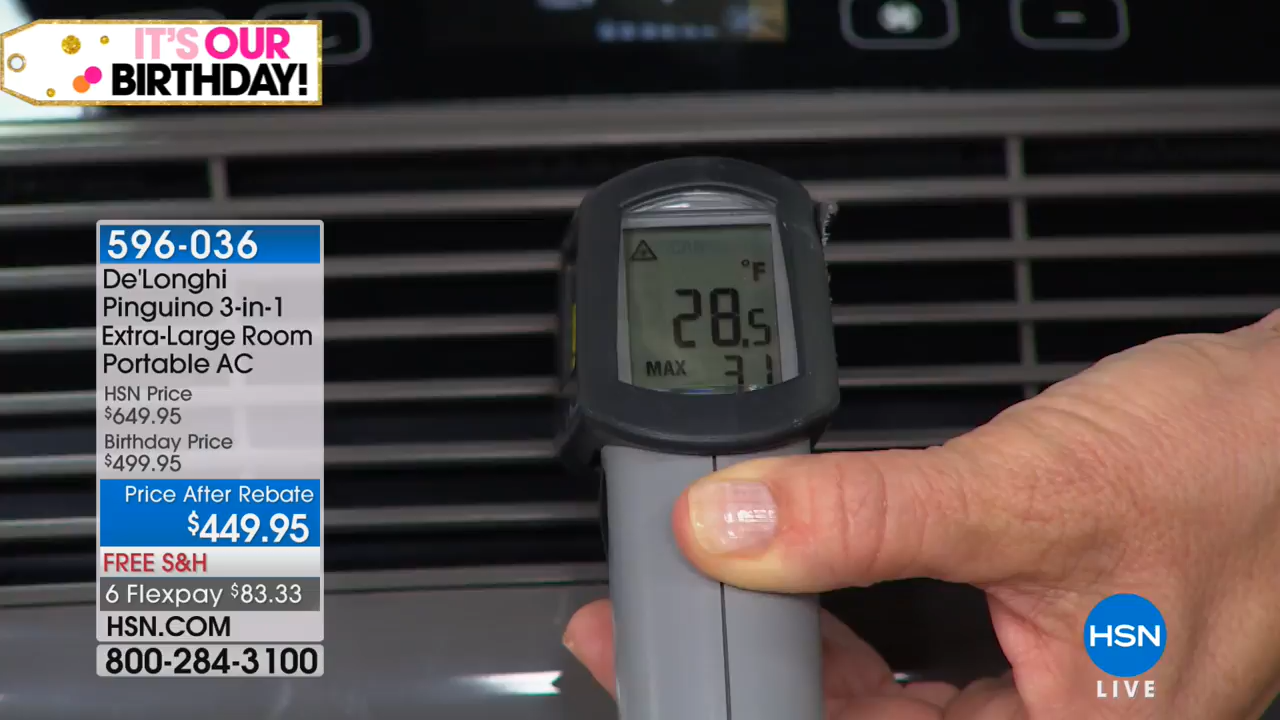 IT'S OUR
BIRTHDAY!
596-036
De'Longhi
Pinguino 3-in-1
Extra-Large Room
Portable AC
HSN Price
$649.95
Birthday Price
$499.95
Price After Rebate
$449.95
FREE S&H
6 Flexpay $83.33
HSN.COM
800-284-3100
°F
28.5
MAX 31
HSN
LIVE